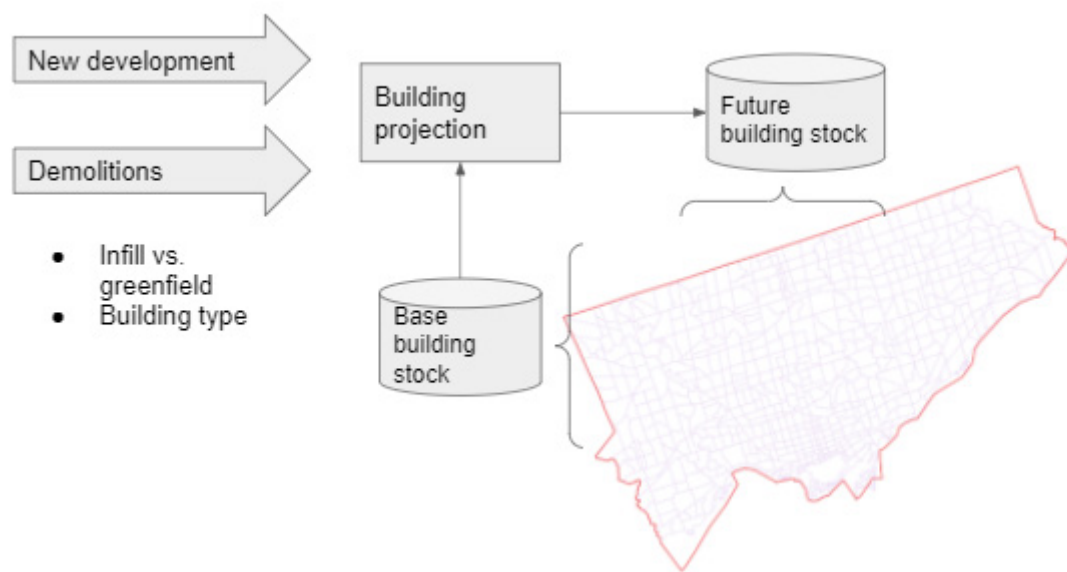 New development
Demolitions
● Infill vs.
greenfield
● Building type
Building
projection
Future
building stock
Base
building
stock